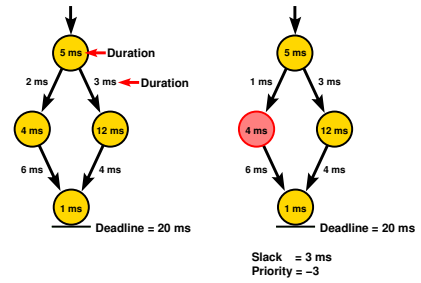 5 ms
Duration
2 ms
3 ms
Duration
4 ms
12 ms
6 ms
4 ms
1 ms
Deadline = 20 ms
5 ms
1 ms
3 ms
4 ms
12 ms
6 ms
4 ms
1 ms
Deadline = 20 ms
Slack = 3 ms
Priority = −3